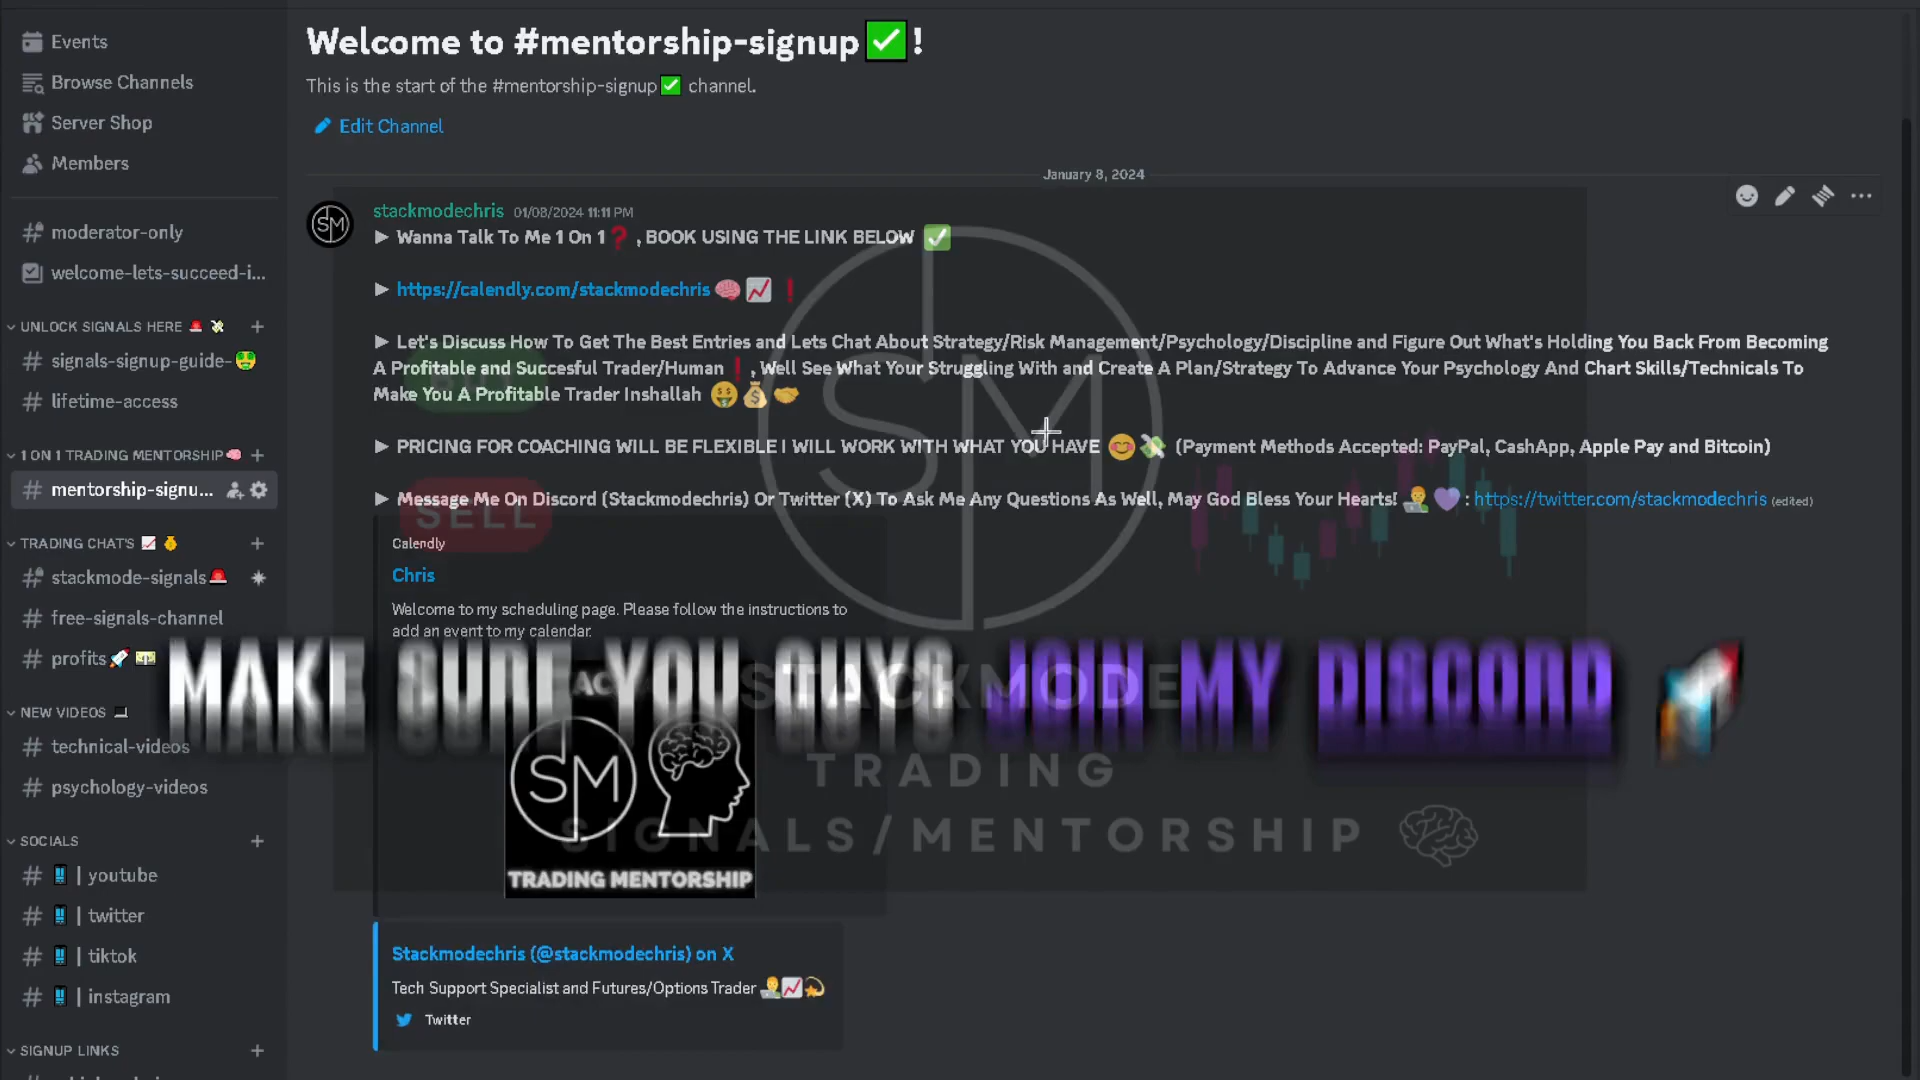 Events
Browse Channels
Server Shop
Members
moderator-only
welcome-lets-succeed-i...
UNLOCK SIGNALS HERE
signals-signup-guide-
lifetime-access
1 ON 1 TRADING MENTORSHIP
mentorship-signu...
TRADING CHAT'S
stackmode-signals
free-signals-channel
profits
NEW VIDEOS
technical-videos
psychology-videos
SOCIALS
| youtube
| twitter
| tiktok
| instagram
SIGNUP LINKS
Welcome to #mentorship-signup✅!
This is the start of the #mentorship-signup✅ channel.
Edit Channel
January 8, 2024
stackmodechris 01/08/2024 11:11 PM
► Wanna Talk To Me 1 On 1❓, BOOK USING THE LINK BELOW ✅
► https://calendly.com/stackmodechris 🧠📈❗
► Let's Discuss How To Get The Best Entries and Lets Chat About Strategy/Risk Management/Psychology/Discipline and Figure Out What's Holding You Back From Becoming
A Profitable and Succesful Trader/Human❗, Well See What Your Struggling With and Create A Plan/Strategy To Advance Your Psychology And Chart Skills/Technicals To
Make You A Profitable Trader Inshallah 🤑💰🤝
► PRICING FOR COACHING WILL BE FLEXIBLE I WILL WORK WITH WHAT YOU HAVE 😊💸 (Payment Methods Accepted: PayPal, CashApp, Apple Pay and Bitcoin)
► Message Me On Discord (Stackmodechris) Or Twitter (X) To Ask Me Any Questions As Well, May God Bless Your Hearts! 👨‍💻💜 : https://twitter.com/stackmodechris (edited)
BUY
SELL
SM
Calendly
Chris
Welcome to my scheduling page. Please follow the instructions to
add an event to my calendar.
MAKE SURE YOU GUYS JOIN MY DISCORD 🚀
STACKMODE
TRADING
SIGNALS/MENTORSHIP
SM
TRADING MENTORSHIP
Stackmodechris (@stackmodechris) on X
Tech Support Specialist and Futures/Options Trader 👨‍💻📈💫
Twitter